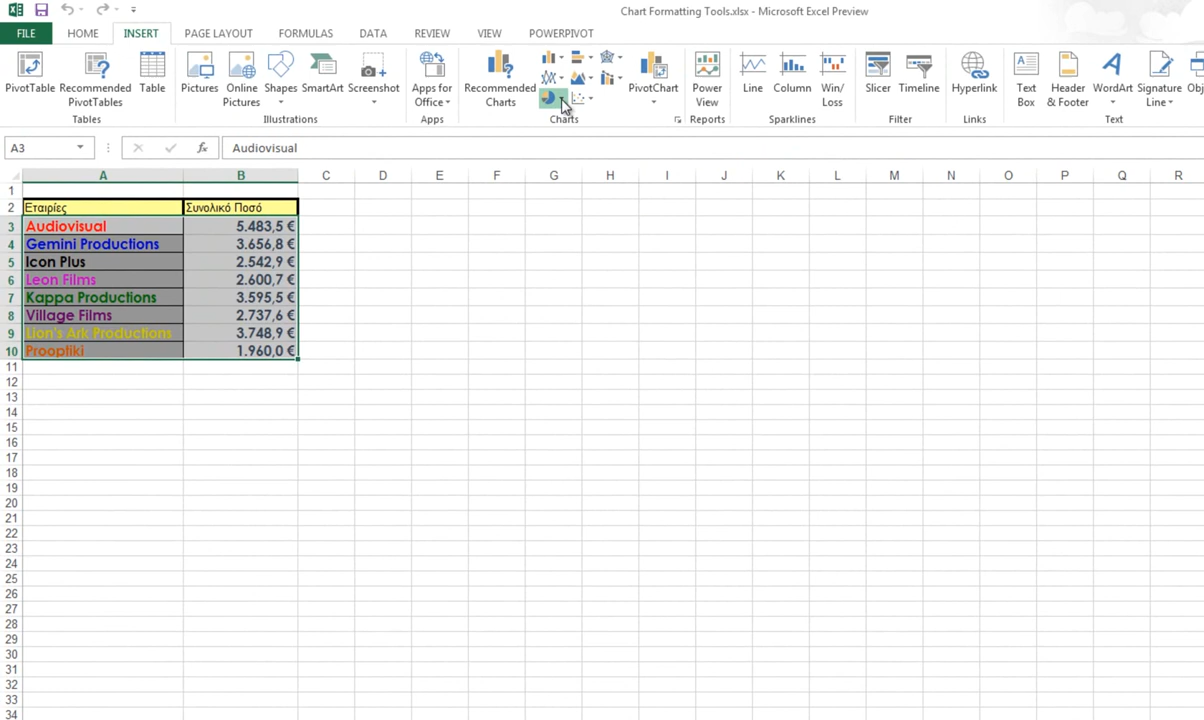 Chart Formatting Tools.xlsx - Microsoft Excel Preview
FILE HOME INSERT PAGE LAYOUT FORMULAS DATA REVIEW VIEW POWERPIVOT
PivotTable Recommended PivotTables Table Pictures Online Pictures Shapes SmartArt Screenshot Apps for Office Recommended Charts PivotChart Power View Line Column Win/Loss Slicer Timeline Hyperlink Text Box Header & Footer WordArt Signature Line Obj
Tables Illustrations Apps Charts Reports Sparklines Filter Links Text
A3 fx Audiovisual
A B C D E F G H I J K L M N O P Q R
1
2 Εταιρίες Συνολικό Ποσό
3 Audiovisual 5.483,5 €
4 Gemini Productions 3.656,8 €
5 Icon Plus 2.542,9 €
6 Leon Films 2.600,7 €
7 Kappa Productions 3.595,5 €
8 Village Films 2.737,6 €
9 Lion's Ark Productions 3.748,9 €
10 Prooptiki 1.960,0 €
11
12
13
14
15
16
17
18
19
20
21
22
23
24
25
26
27
28
29
30
31
32
33
34